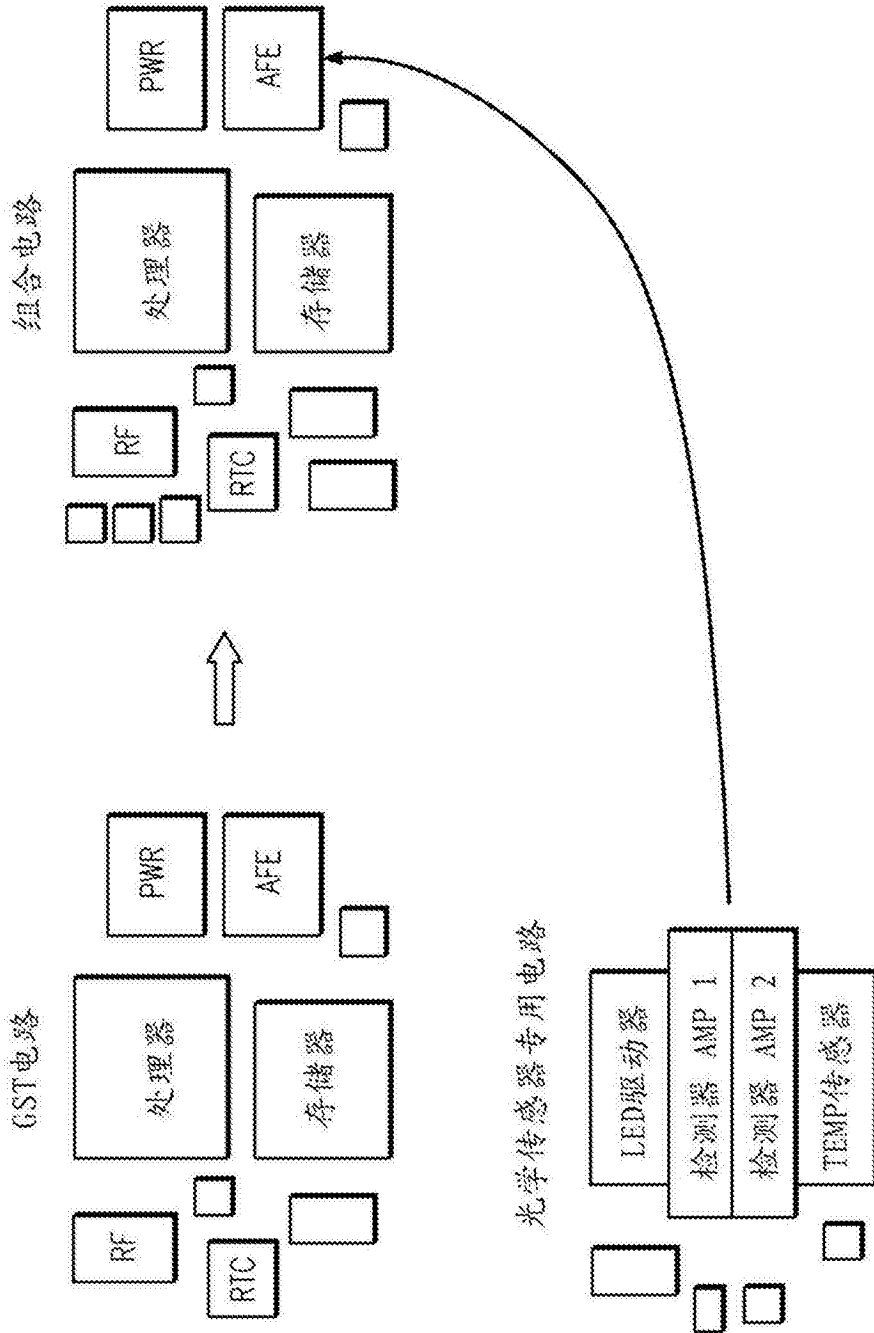 GST电路
RF
RTC
处理器
存储器
PWR
AFE
组合电路
RF
RTC
处理器
存储器
PWR
AFE
光学传感器专用电路
LED驱动器
检测器 AMP 1
检测器 AMP 2
TEMP传感器